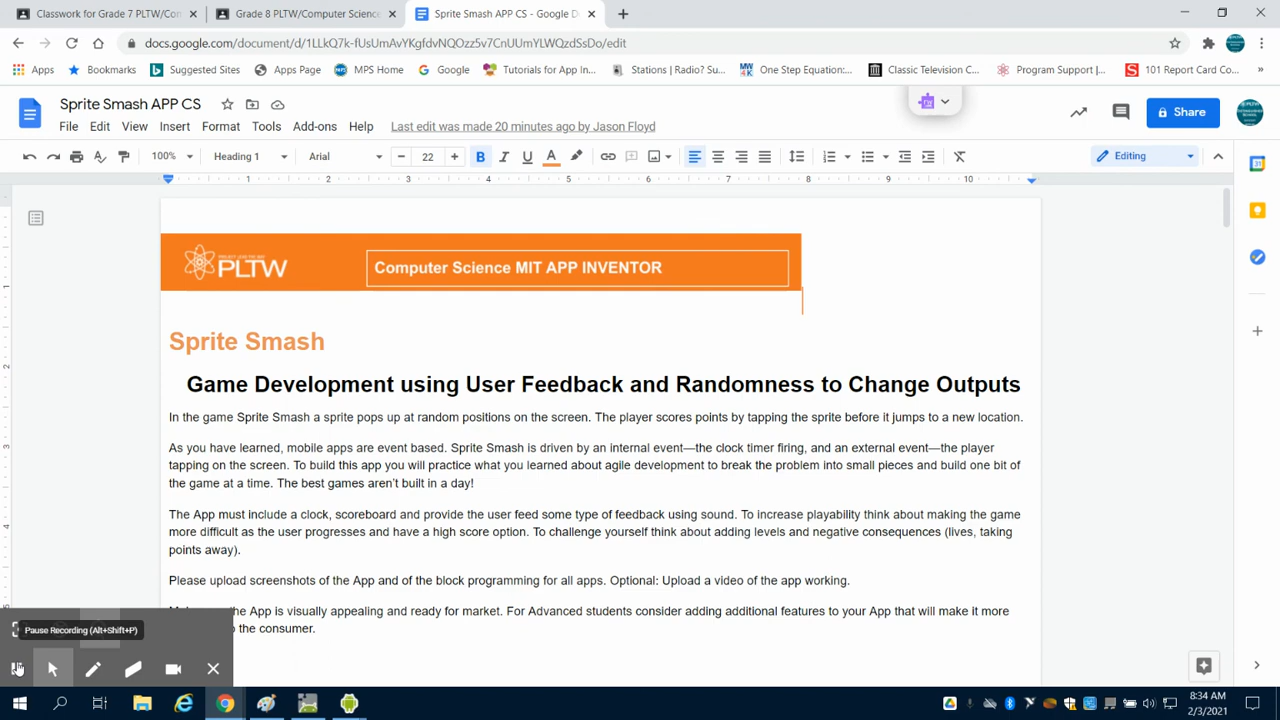 Classwork for Grade 7 PLTW/Com
Grade 8 PLTW/Computer Science
Sprite Smash APP CS - Google D
docs.google.com/document/d/1LLkQ7k-fUsUmAvYKgfdvNQOzz5v7CnUUmYLWQzdSsDo/edit
Apps
Bookmarks
Suggested Sites
Apps Page
MPS Home
Google
Tutorials for App In...
Stations | Radio? Su...
One Step Equation:...
Classic Television C...
Program Support |...
101 Report Card Co...
»
Sprite Smash APP CS
Share
File Edit View Insert Format Tools Add-ons Help Last edit was made 20 minutes ago by Jason Floyd
100% Heading 1 Arial 22 B I U A Editing
1 2 3 4 5 6 7 8 9 10
PLTW
Computer Science MIT APP INVENTOR
Sprite Smash
Game Development using User Feedback and Randomness to Change Outputs
In the game Sprite Smash a sprite pops up at random positions on the screen. The player scores points by tapping the sprite before it jumps to a new location.
As you have learned, mobile apps are event based. Sprite Smash is driven by an internal event—the clock timer firing, and an external event—the player
tapping on the screen. To build this app you will practice what you learned about agile development to break the problem into small pieces and build one bit of
the game at a time. The best games aren't built in a day!
The App must include a clock, scoreboard and provide the user feed some type of feedback using sound. To increase playability think about making the game
more difficult as the user progresses and have a high score option. To challenge yourself think about adding levels and negative consequences (lives, taking
points away).
Please upload screenshots of the App and of the block programming for all apps. Optional: Upload a video of the app working.
the App is visually appealing and ready for market. For Advanced students consider adding additional features to your App that will make it more
the consumer.
Pause Recording (Alt+Shift+P)
8:34 AM
2/3/2021